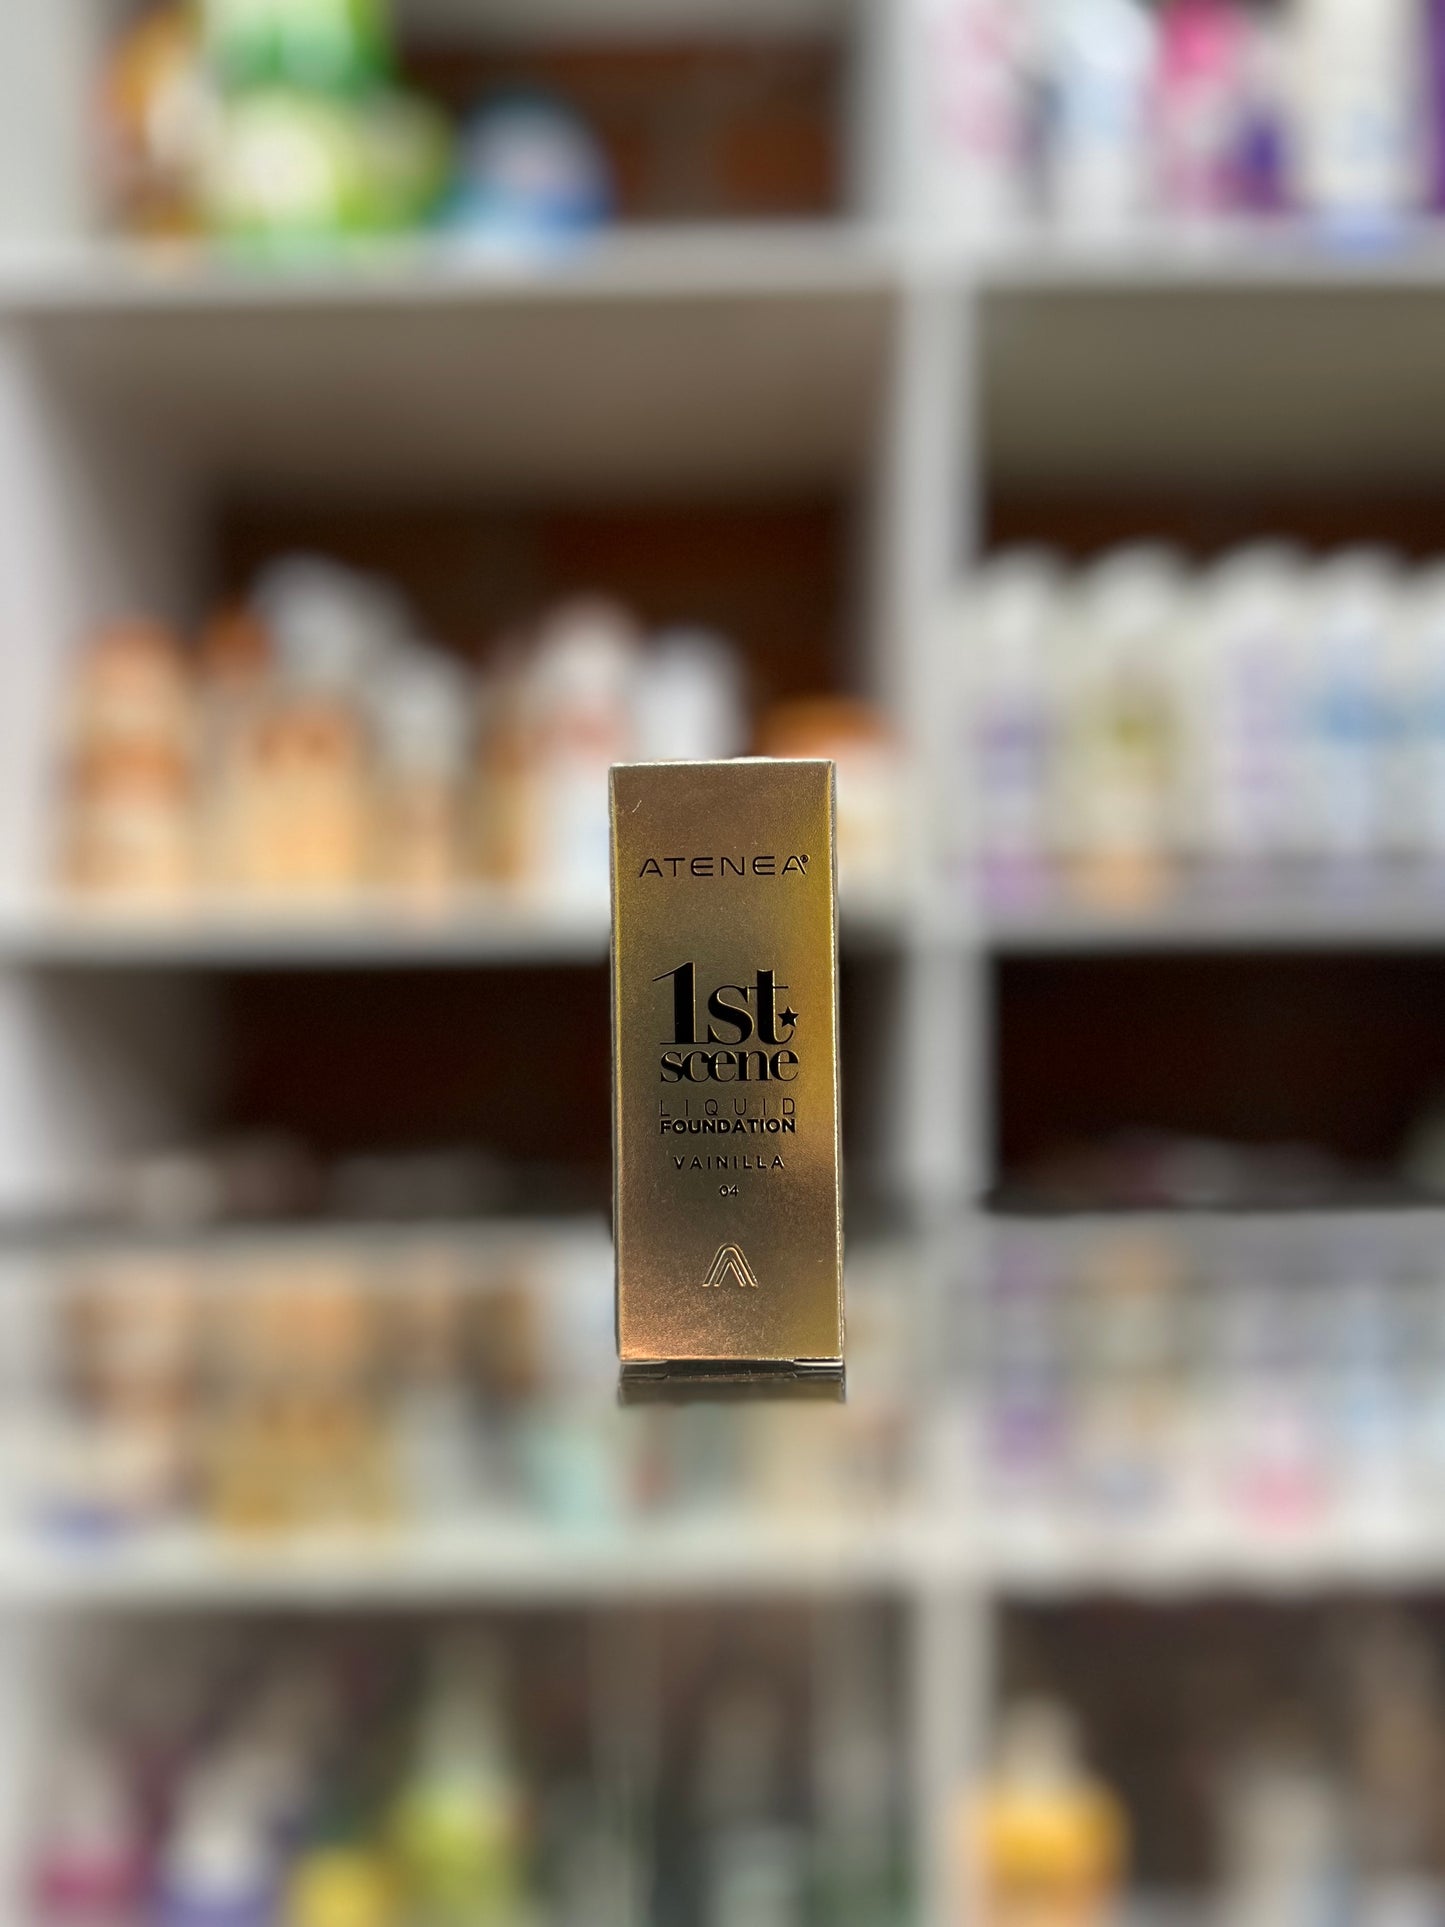 ATENEA®
1st
scene
LIQUID
FOUNDATION
VAINILLA
04